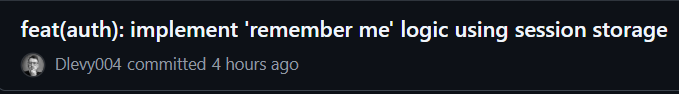 feat(auth): implement 'remember me' logic using session storage
Dlevy004 committed 4 hours ago